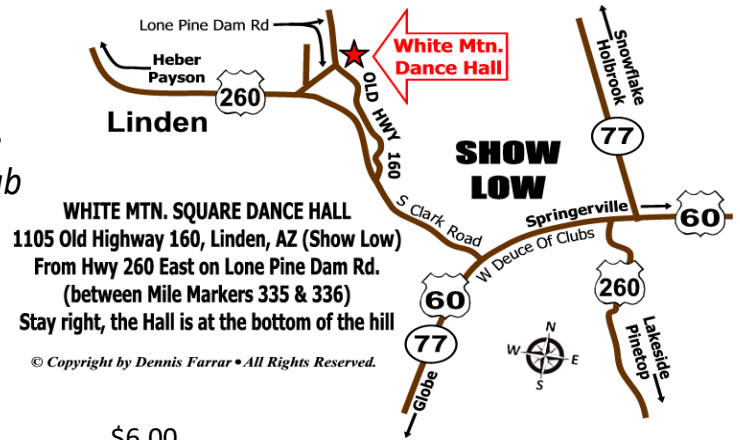 Lone Pine Dam Rd
White Mtn.
Dance Hall
Heber
Payson
260
Linden
OLD HWY 160
Snowflake
Holbrook
77
SHOW
LOW
ub
S Clark Road
Springerville
60
W Deuce Of Clubs
WHITE MTN. SQUARE DANCE HALL
1105 Old Highway 160, Linden, AZ (Show Low)
From Hwy 260 East on Lone Pine Dam Rd.
(between Mile Markers 335 & 336)
Stay right, the Hall is at the bottom of the hill
© Copyright by Dennis Farrar • All Rights Reserved.
60
77
Globe
260
Lakeside
Pinetop
N
W
E
S
$6.00